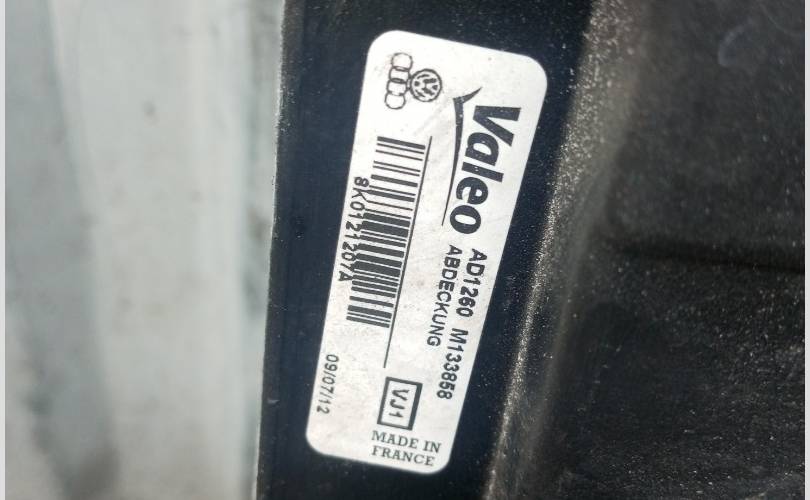 Valeo
AD1260 M133858
ABDECKUNG
8K0121207A
09/07/12
VJ1
MADE IN
FRANCE